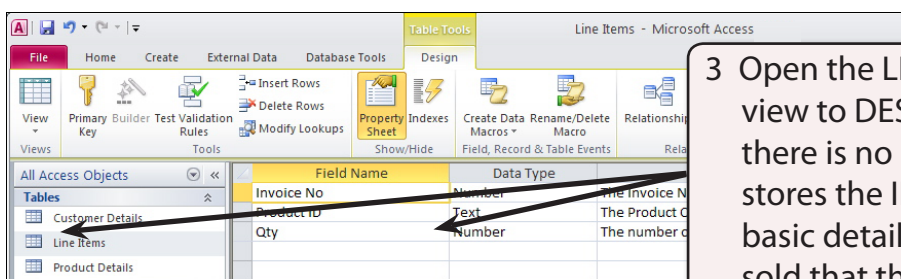 Table Tools
Line Items - Microsoft Access
File Home Create External Data Database Tools Design
View
Primary Key
Builder
Test Validation Rules
Insert Rows
Delete Rows
Modify Lookups
Property Sheet
Indexes
Create Data Macros
Rename/Delete Macro
Views
Tools
Show/Hide
Field, Record & Table Events
All Access Objects
Field Name Data Type
Tables
Invoice No Number The Invoice N
Customer Details
Product ID Text The Product
Line Items
Qty Number The number
Product Details
3 Open the
view to
there is no
stores the
basic
sold that